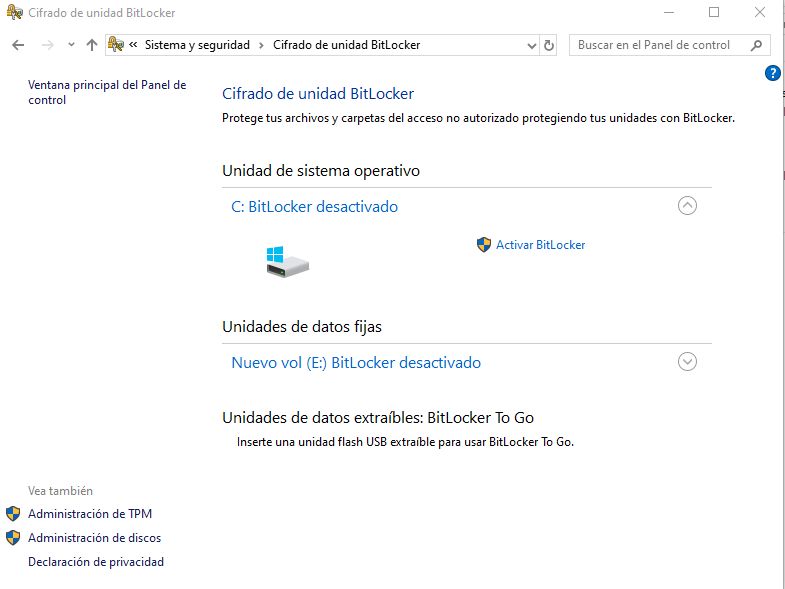 Cifrado de unidad BitLocker
« Sistema y seguridad › Cifrado de unidad BitLocker
Buscar en el Panel de control
Ventana principal del Panel de
control
?
Cifrado de unidad BitLocker
Protege tus archivos y carpetas del acceso no autorizado protegiendo tus unidades con BitLocker.
Unidad de sistema operativo
C: BitLocker desactivado
Activar BitLocker
Unidades de datos fijas
Nuevo vol (E:) BitLocker desactivado
Unidades de datos extraíbles: BitLocker To Go
Inserte una unidad flash USB extraíble para usar BitLocker To Go.
Vea también
Administración de TPM
Administración de discos
Declaración de privacidad